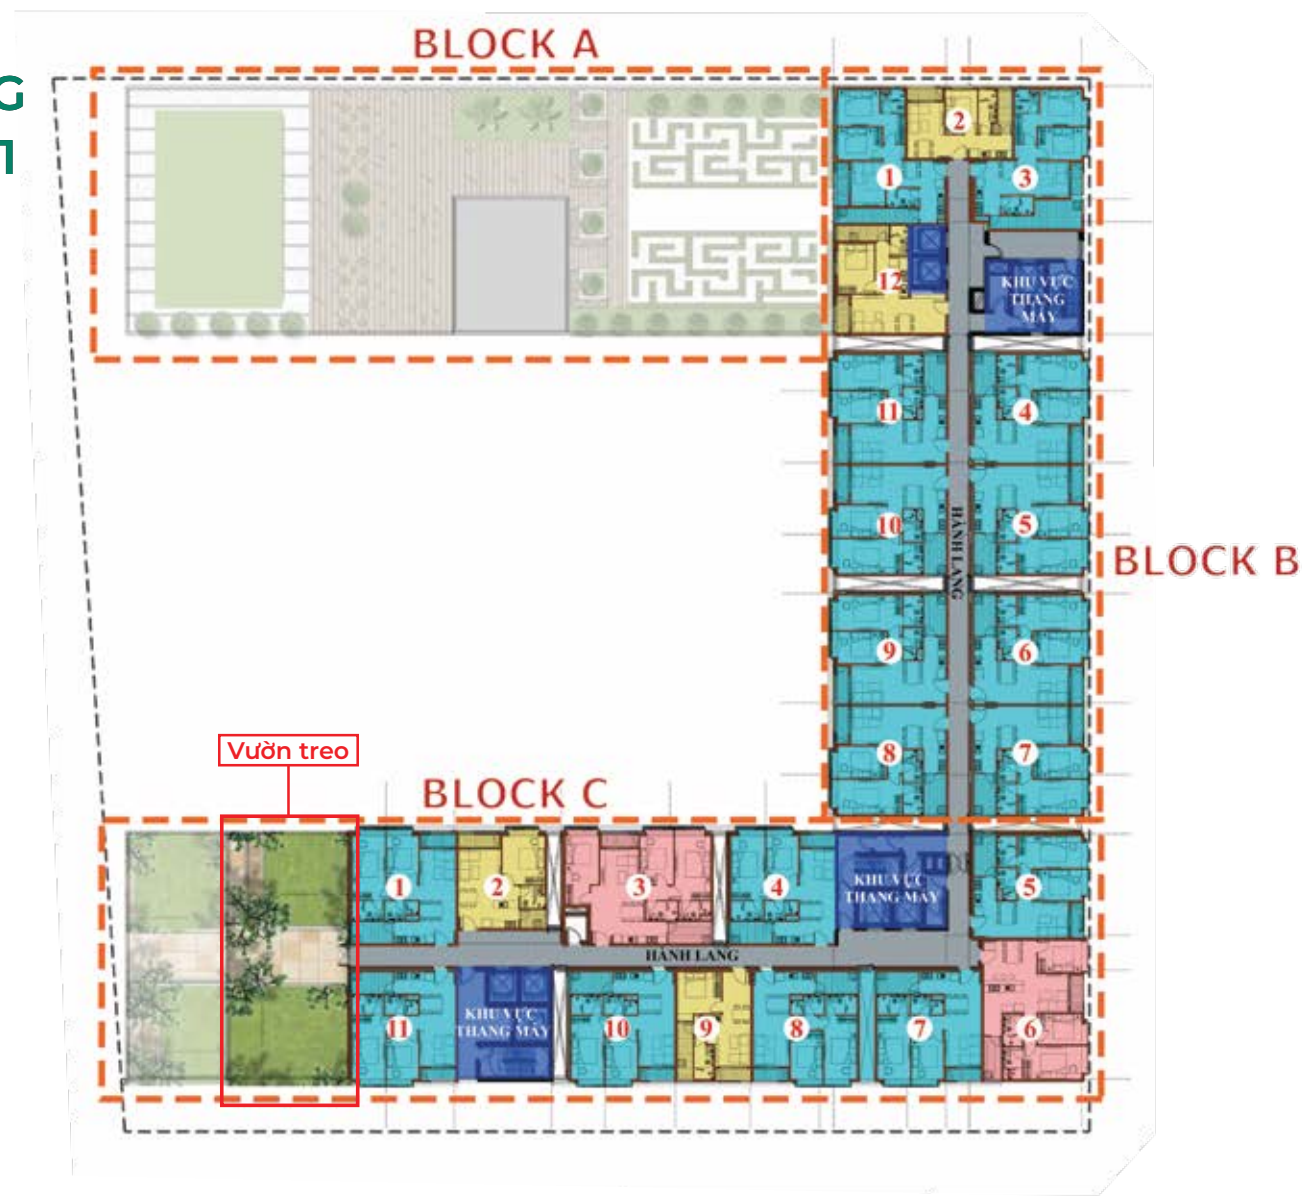 BLOCK A
G
1
2
1
3
12
KHU VỰC
THANG
MÁY
11
4
10
5
HÀNH LANG
BLOCK B
9
6
8
7
Vườn treo
BLOCK C
1
2
3
4
KHU VỰC
THANG MÁY
5
HÀNH LANG
11
KHU VỰC
THANG MÁY
10
9
8
7
6